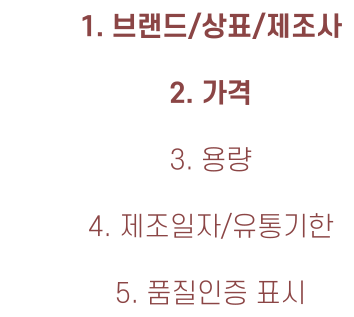 1. 브랜드/상표/제조사
2. 가격
3. 용량
4. 제조일자/유통기한
5. 품질인증 표시